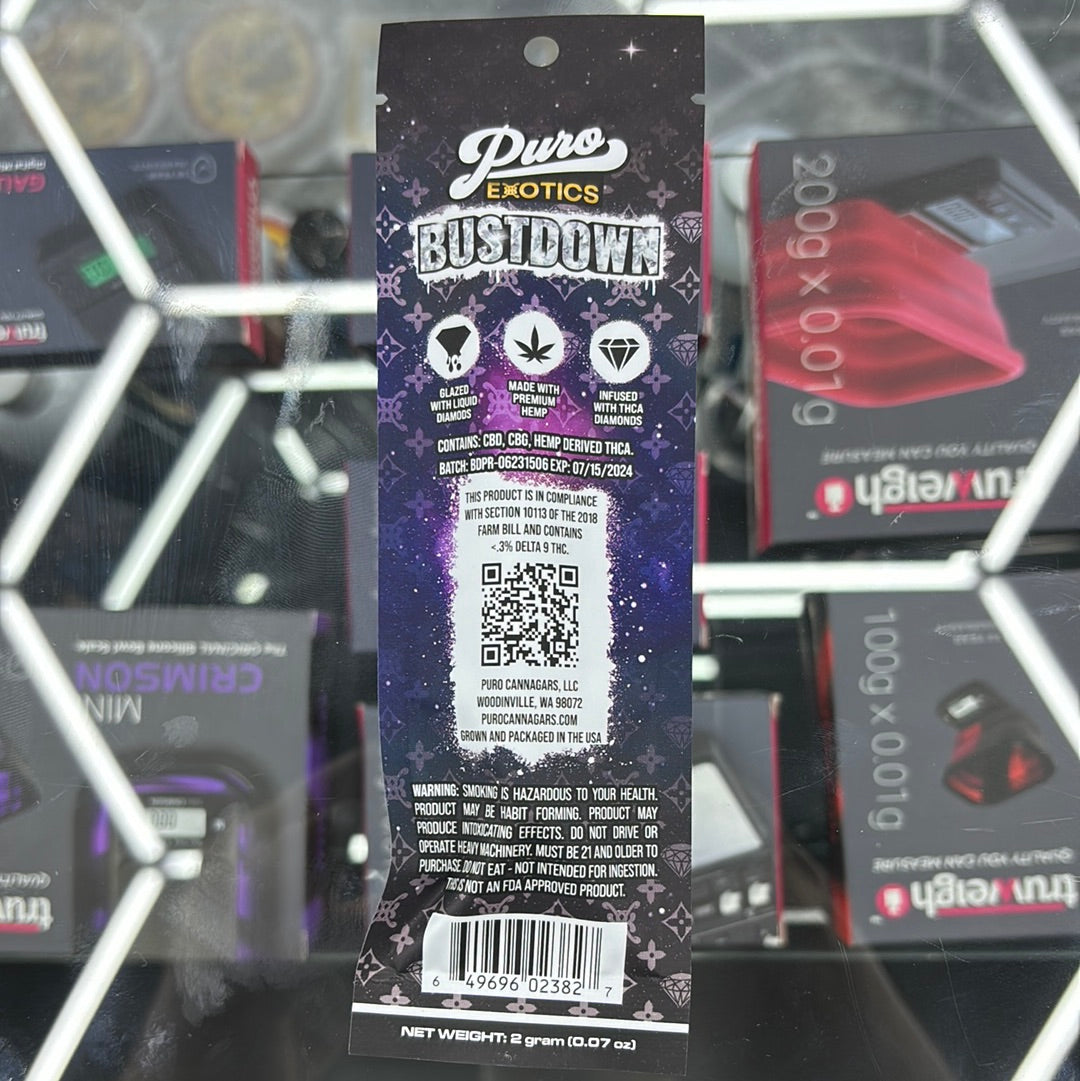 Puro
EXOTICS
BUSTDOWN
GLAZED
WITH LIQUID
DIAMODS
MADE WITH
PREMIUM
HEMP
INFUSED
WITH THCA
DIAMONDS
CONTAINS: CBD, CBG, HEMP DERIVED THCA.
BATCH: BDPR-06231506 EXP: 07/15/2024
THIS PRODUCT IS IN COMPLIANCE
WITH SECTION 10113 OF THE 2018
FARM BILL AND CONTAINS
<.3% DELTA 9 THC.
PURO CANNAGARS, LLC
WOODINVILLE, WA 98072
PUROCANNAGARS.COM
GROWN AND PACKAGED IN THE USA
WARNING: SMOKING IS HAZARDOUS TO YOUR HEALTH.
PRODUCT MAY BE HABIT FORMING. PRODUCT MAY
PRODUCE INTOXICATING EFFECTS. DO NOT DRIVE OR
OPERATE HEAVY MACHINERY. MUST BE 21 AND OLDER TO
PURCHASE. DO NOT EAT - NOT INTENDED FOR INGESTION.
THIS IS NOT AN FDA APPROVED PRODUCT.
6 49696 02382 7
NET WEIGHT: 2 gram (0.07 oz)
200g x 0.01g
QUALITY YOU CAN MEASURE
truweigh
100g x 0.01g
QUALITY YOU CAN MEASURE
truweigh
The ORIGINAL Silicone Bowl Scale
CRIMSON
MINI